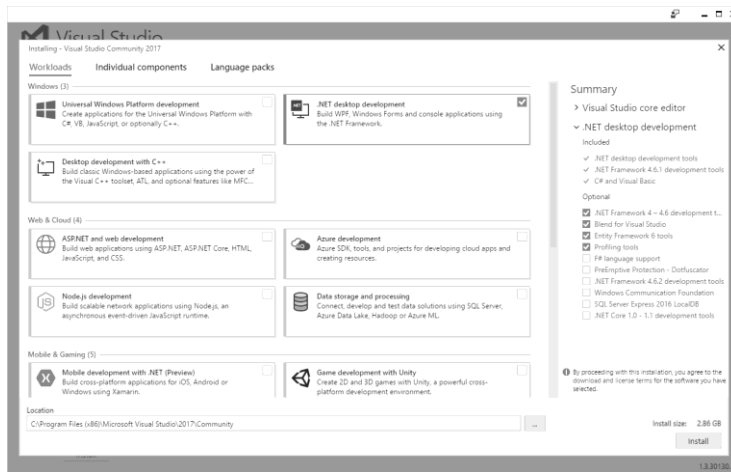 Visual Studio
Installing - Visual Studio Community 2017
Workloads Individual components Language packs
Windows (3)
Universal Windows Platform development
Create applications for the Universal Windows Platform with
C#, VB, JavaScript, or optionally C++.
.NET desktop development
Build WPF, Windows Forms and console applications using
the .NET Framework.
Desktop development with C++
Build classic Windows-based applications using the power of
the Visual C++ toolset, ATL, and optional features like MFC...
Web & Cloud (4)
ASP.NET and web development
Build web applications using ASP.NET, ASP.NET Core, HTML,
JavaScript, and CSS.
Azure development
Azure SDK, tools, and projects for developing cloud apps and
creating resources.
Node.js development
Build scalable network applications using Node.js, an
asynchronous event-driven JavaScript runtime.
Data storage and processing
Connect, develop and test data solutions using SQL Server,
Azure Data Lake, Hadoop or Azure ML.
Mobile & Gaming (5)
Mobile development with .NET (Preview)
Build cross-platform applications for iOS, Android or
Windows using Xamarin.
Game development with Unity
Create 2D and 3D games with Unity, a powerful cross-
platform development environment.
Summary
Visual Studio core editor
.NET desktop development
Included
.NET desktop development tools
.NET Framework 4.6.1 development tools
C# and Visual Basic
Optional
.NET Framework 4 – 4.6 development t...
Blend for Visual Studio
Entity Framework 6 tools
Profiling tools
F# language support
PreEmptive Protection - Dotfuscator
.NET Framework 4.6.2 development tools
Windows Communication Foundation
SQL Server Express 2016 LocalDB
.NET Core 1.0 - 1.1 development tools
By proceeding with this installation, you agree to the
download and license terms for the software you have
selected.
Location
C:\Program Files (x86)\Microsoft Visual Studio\2017\Community
...
Install size: 2.86 GB
Install
1.3.30130.